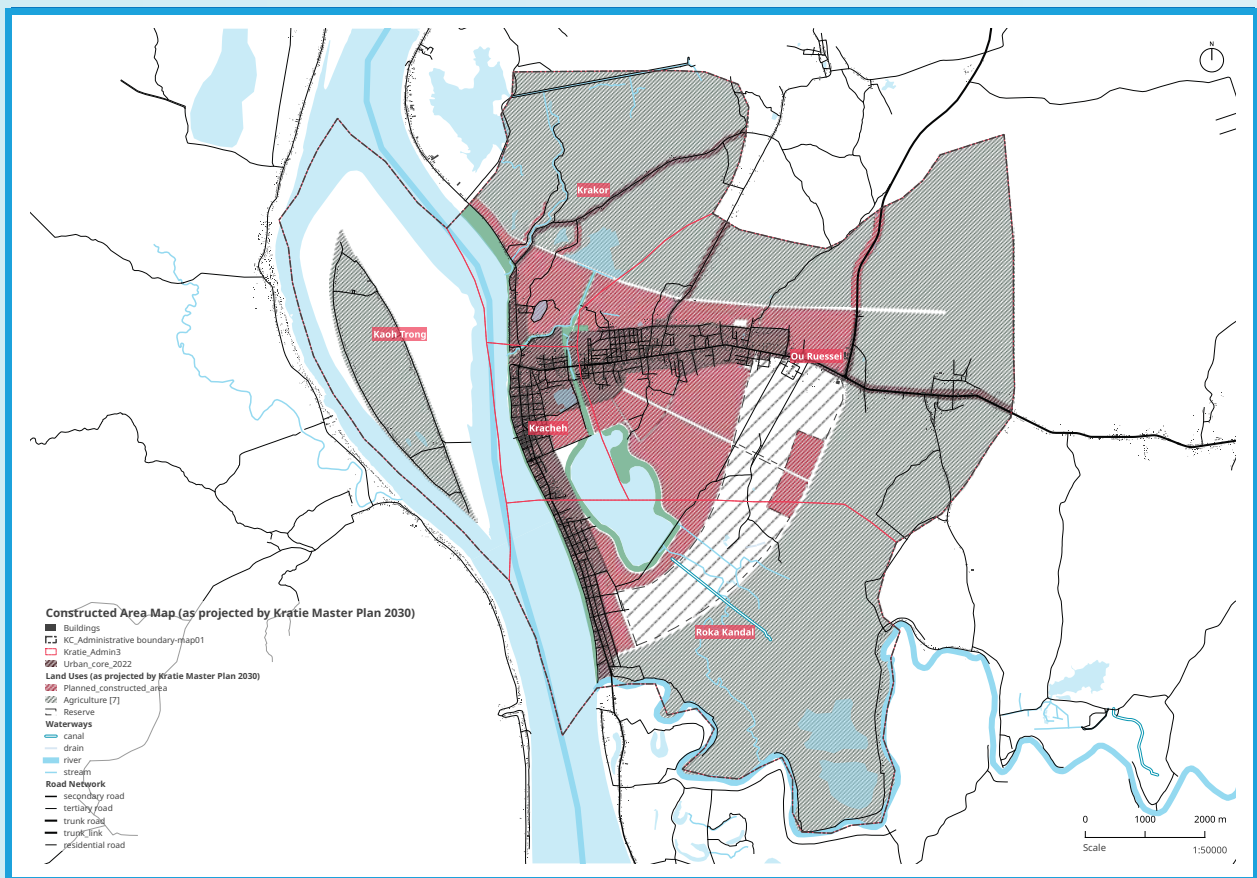 N
Krakor
Kaoh Trong
Ou Ruessei
Kracheh
Roka Kandal
Constructed Area Map (as projected by Kratie Master Plan 2030)
Buildings
KC_Administrative boundary-map01
Kratie_Admin3
Urban_core_2022
Land Uses (as projected by Kratie Master Plan 2030)
Planned_constructed_area
Agriculture [7]
Reserve
Waterways
canal
drain
river
stream
Road Network
secondary road
tertiary road
trunk road
trunk_link
residential road
0 1000 2000 m
Scale 1:50000